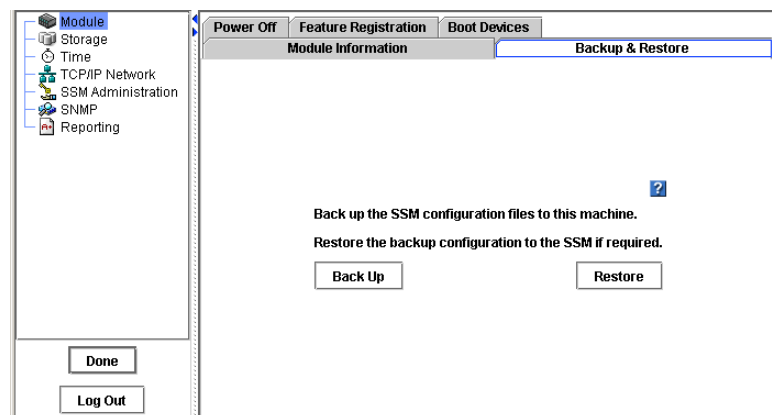 Module
Storage
Time
TCP/IP Network
SSM Administration
SNMP
Reporting
Done
Log Out
Power Off Feature Registration Boot Devices
Module Information Backup & Restore
?
Back up the SSM configuration files to this machine.
Restore the backup configuration to the SSM if required.
Back Up Restore